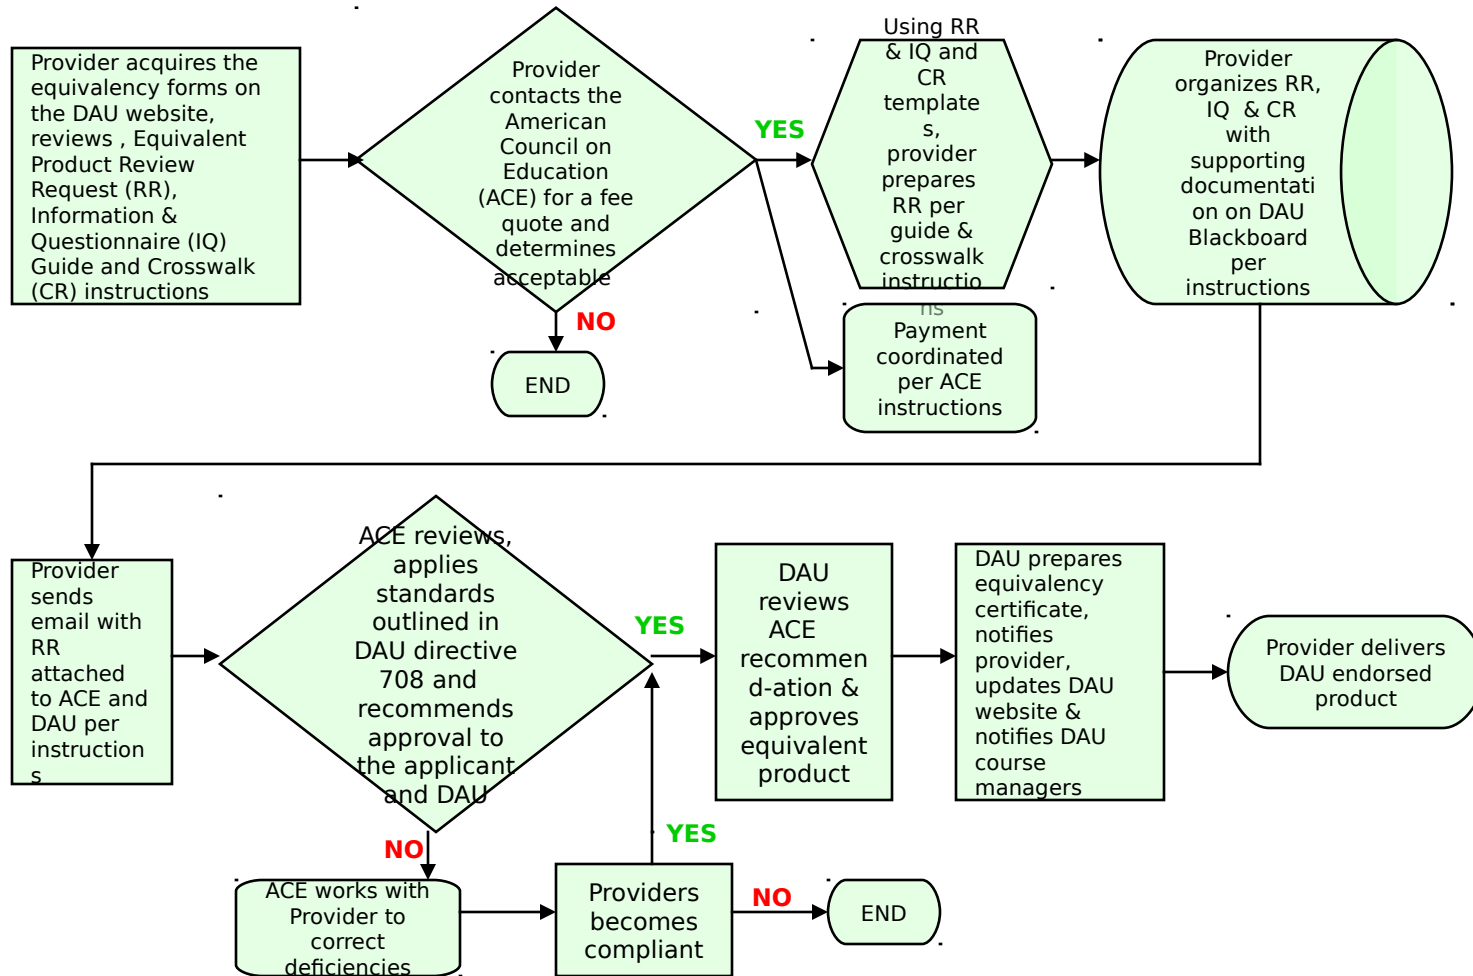 Provider acquires the
equivalency forms on
the DAU website,
reviews , Equivalent
Product Review
Request (RR),
Information &
Questionnaire (IQ)
Guide and Crosswalk
(CR) instructions
Provider
contacts the
American
Council on
Education
(ACE) for a fee
quote and
determines
acceptable
YES
NO
END
Using RR
& IQ and
CR
template
s,
provider
prepares
RR per
guide &
crosswalk
instructio
ns
Payment
coordinated
per ACE
instructions
Provider
organizes RR,
IQ & CR
with
supporting
documentati
on on DAU
Blackboard
per
instructions
Provider
sends
email with
RR
attached
to ACE and
DAU per
instruction
s
ACE reviews,
applies
standards
outlined in
DAU directive
708 and
recommends
approval to
the applicant
and DAU
YES
NO
DAU
reviews
ACE
recommen
d-ation &
approves
equivalent
product
DAU prepares
equivalency
certificate,
notifies
provider,
updates DAU
website &
notifies DAU
course
managers
Provider delivers
DAU endorsed
product
ACE works with
Provider to
correct
deficiencies
Providers
becomes
compliant
YES
NO
END